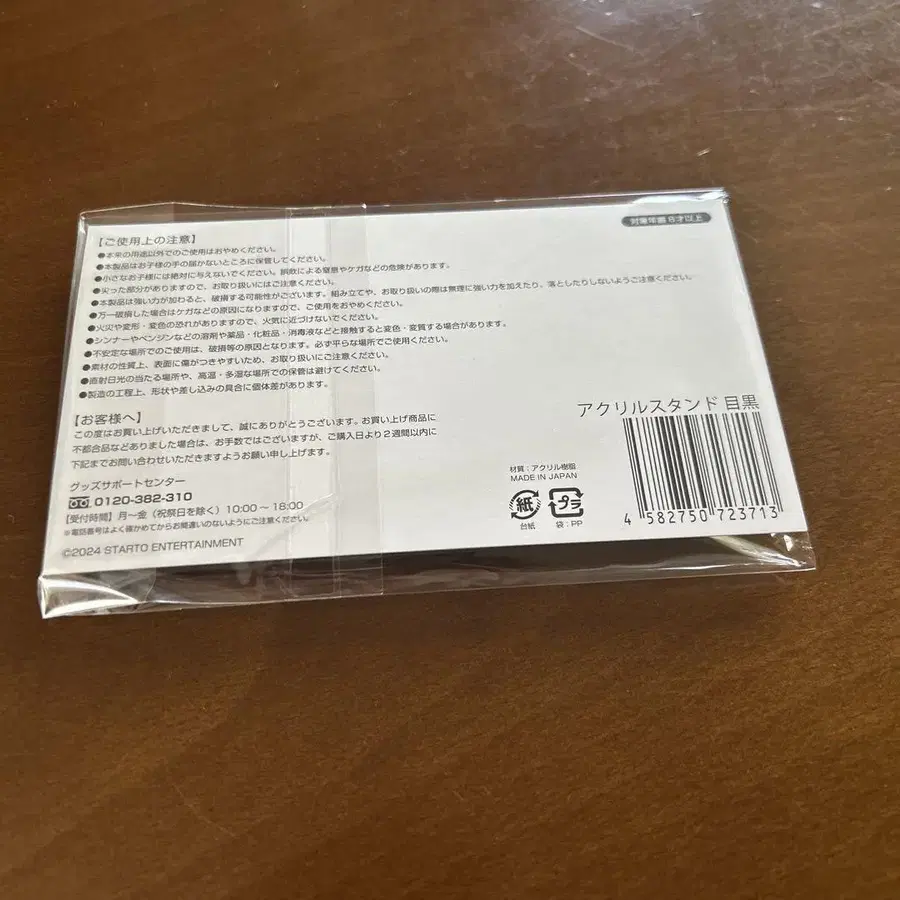 対象年齢6才以上
【ご使用上の注意】
●本来の用途以外でのご使用はおやめください。
●本製品はお子様の手の届かないところに保管してください。
●小さなお子様には絶対に与えないでください。誤飲による窒息やケガなどの危険があります。
●尖った部分がありますので、お取り扱いにはご注意ください。
●本製品は強い力が加わると、破損する可能性がございます。組み立てや、お取り扱いの際は無理に強い力を加えたり、落としたりしないようご注意ください。
●万一破損した場合はケガなどの原因になりますので、ご使用をおやめください。
●火災や変形・変色の恐れがありますので、火気に近づけないでください。
●シンナーやベンジンなどの溶剤や薬品・化粧品・消毒液などと接触すると変色・変質する場合があります。
●不安定な場所でのご使用は、破損等の原因となります。必ず平らな場所でご使用ください。
●素材の性質上、表面に傷がつきやすいため、お取り扱いにご注意ください。
●直射日光の当たる場所や、高温・多湿な場所での保管は避けてください。
●製造の工程上、形状や差し込みの具合に個体差があります。
【お客様へ】
この度はお買い上げいただきまして、誠にありがとうございます。お買い上げ商品に
不都合品などありました場合は、お手数ではございますが、ご購入日より2週間以内に
下記までお問い合わせいただきますようお願い申し上げます。
グッズサポートセンター
0120-382-310
【受付時間】月〜金（祝祭日を除く）10:00〜18:00
※電話番号はよく確かめてからお間違いのないようにご注意ください。
©2024 STARTO ENTERTAINMENT
アクリルスタンド 目黒
材質：アクリル樹脂
MADE IN JAPAN
紙
プラ
台紙
袋：PP
4 582750 723713